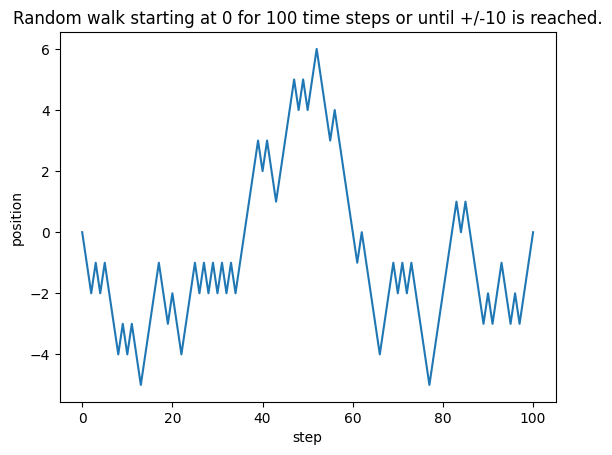 Random walk starting at 0 for 100 time steps or until +/-10 is reached.
6
4
2
0
−2
−4
position
0 20 40 60 80 100
step